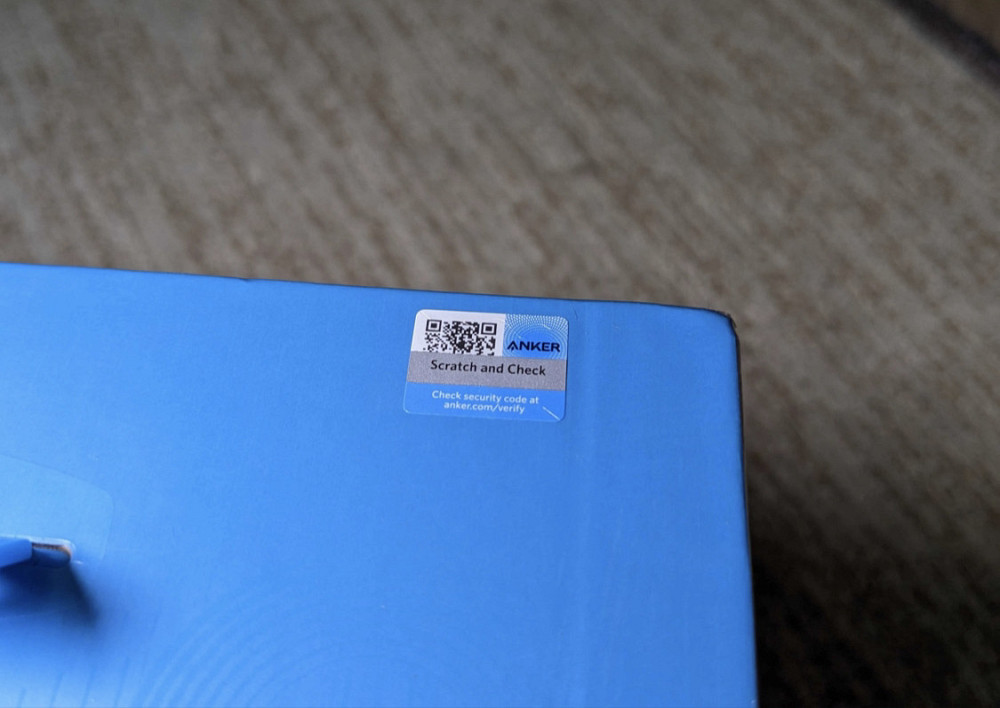 ANKER
Scratch and Check
Check security code at
anker.com/verify